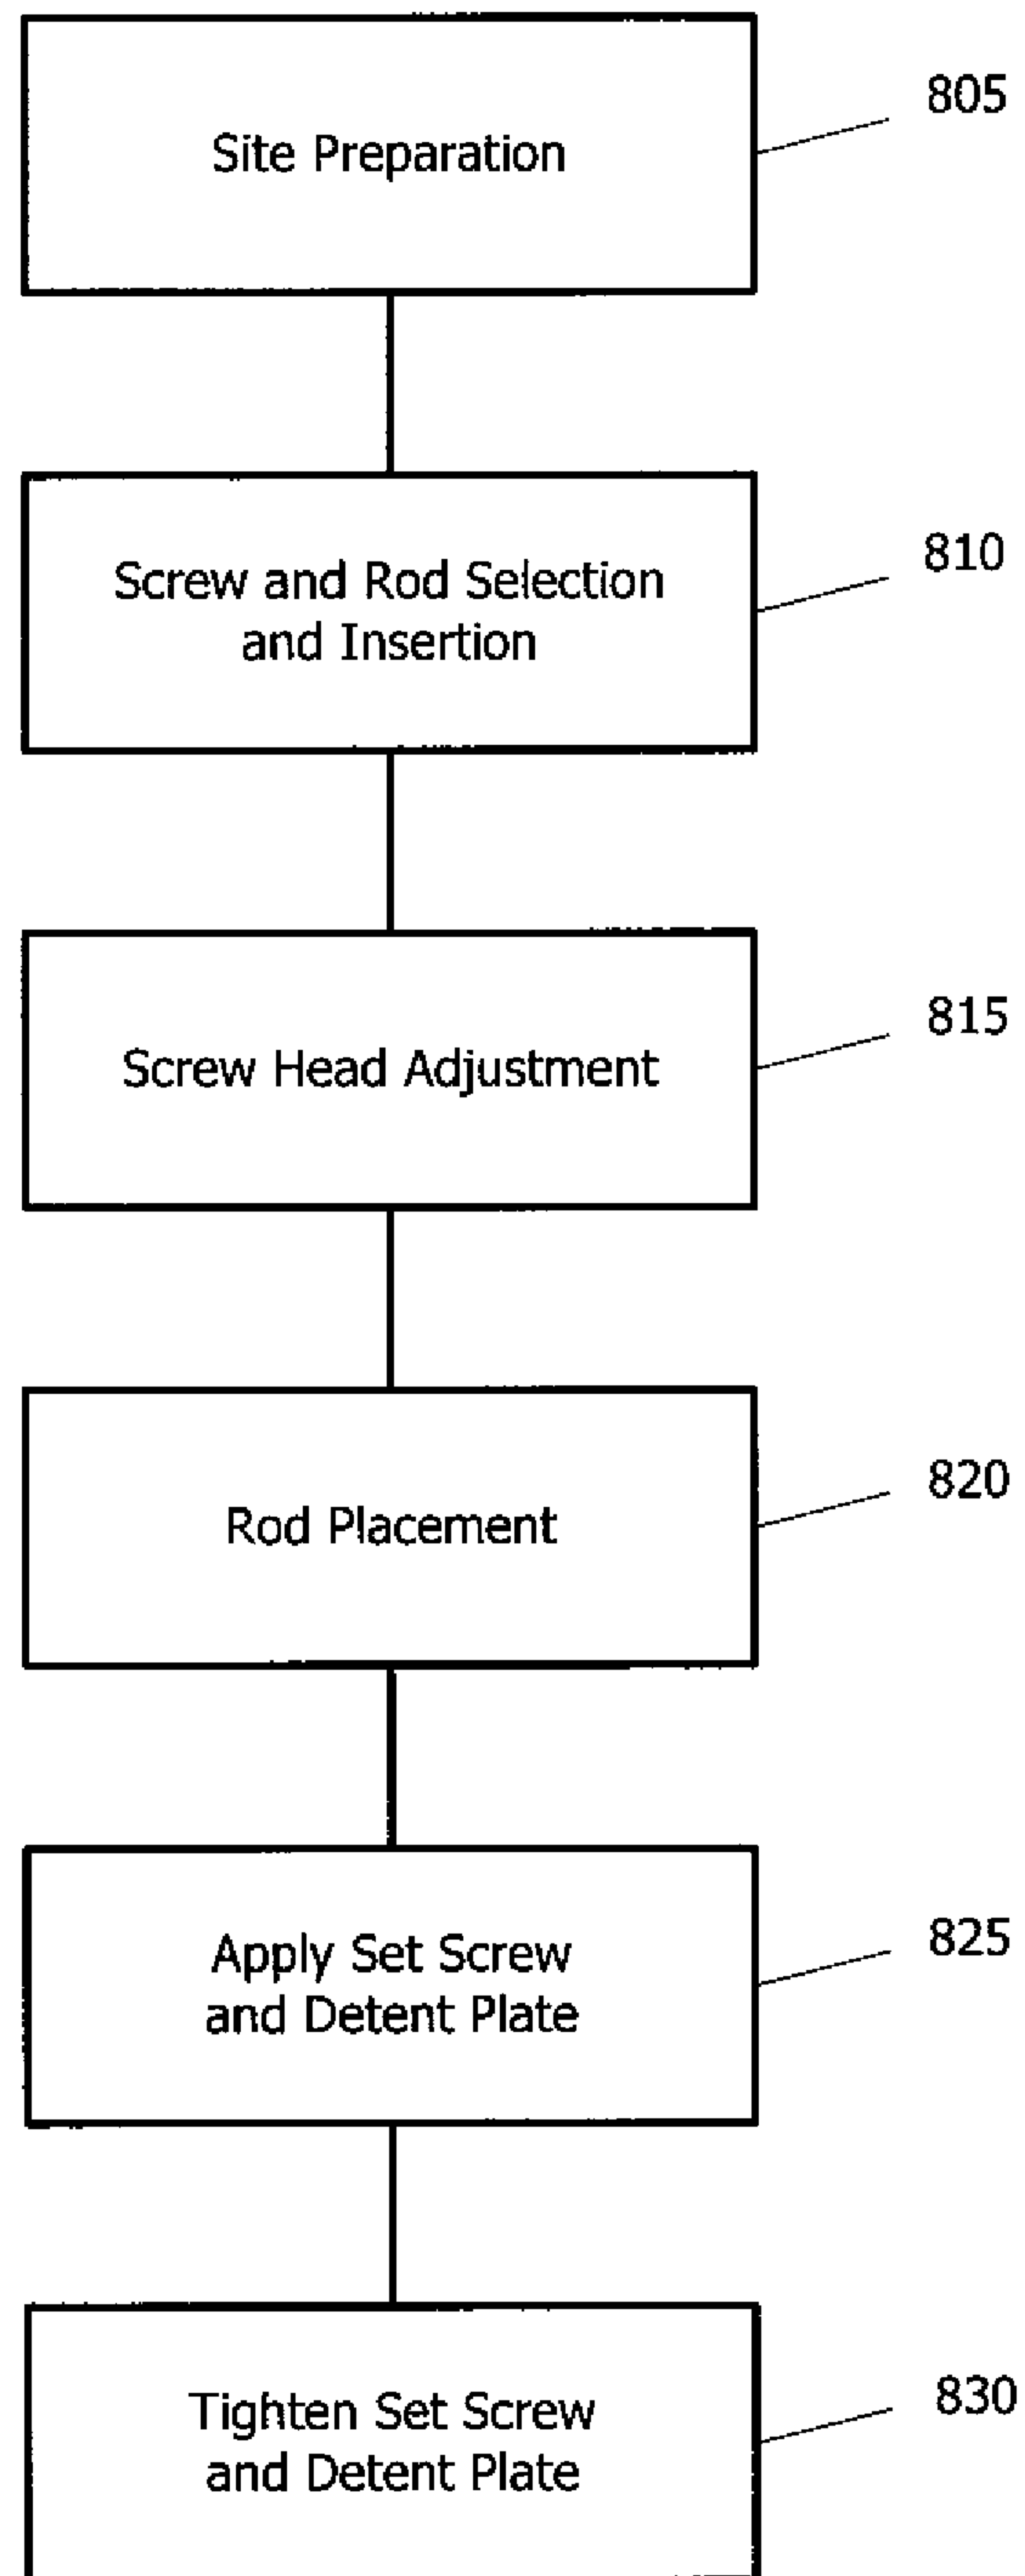 Site Preparation
805
Screw and Rod Selection
and Insertion
810
Screw Head Adjustment
815
Rod Placement
820
Apply Set Screw
and Detent Plate
825
Tighten Set Screw
and Detent Plate
830